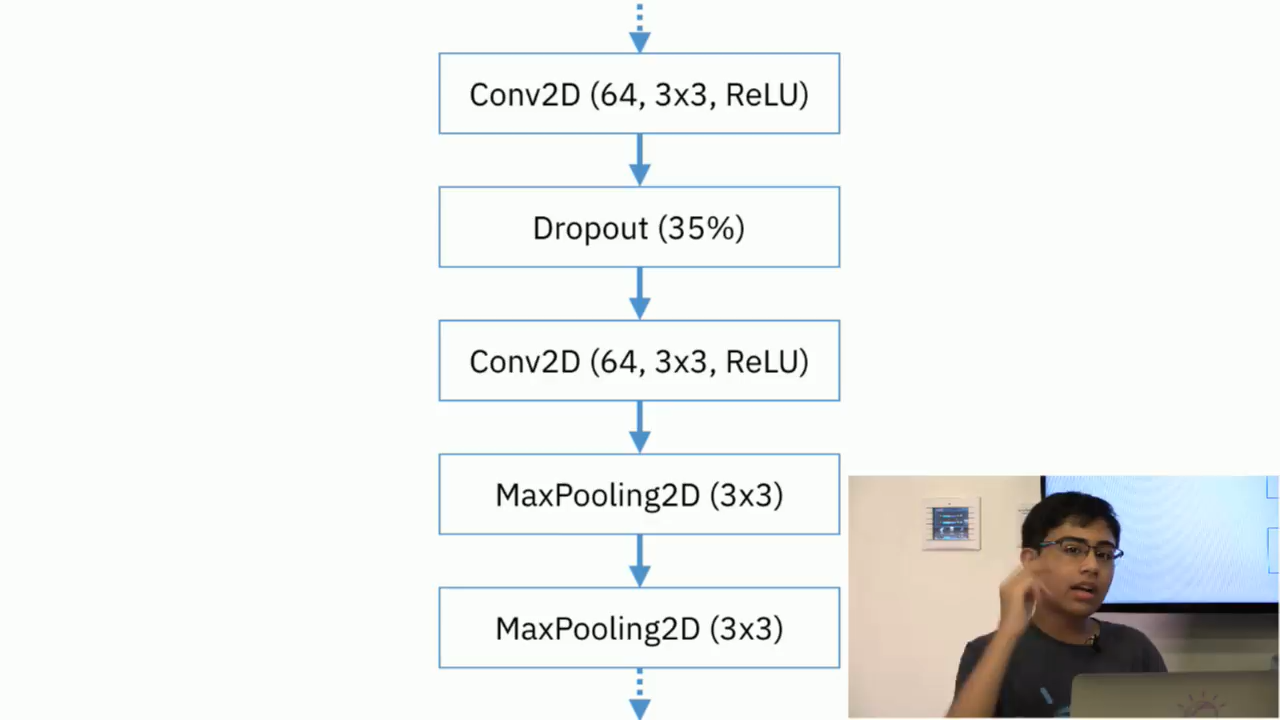 Conv2D (64, 3x3, ReLU)
Dropout (35%)
Conv2D (64, 3x3, ReLU)
MaxPooling2D (3x3)
MaxPooling2D (3x3)